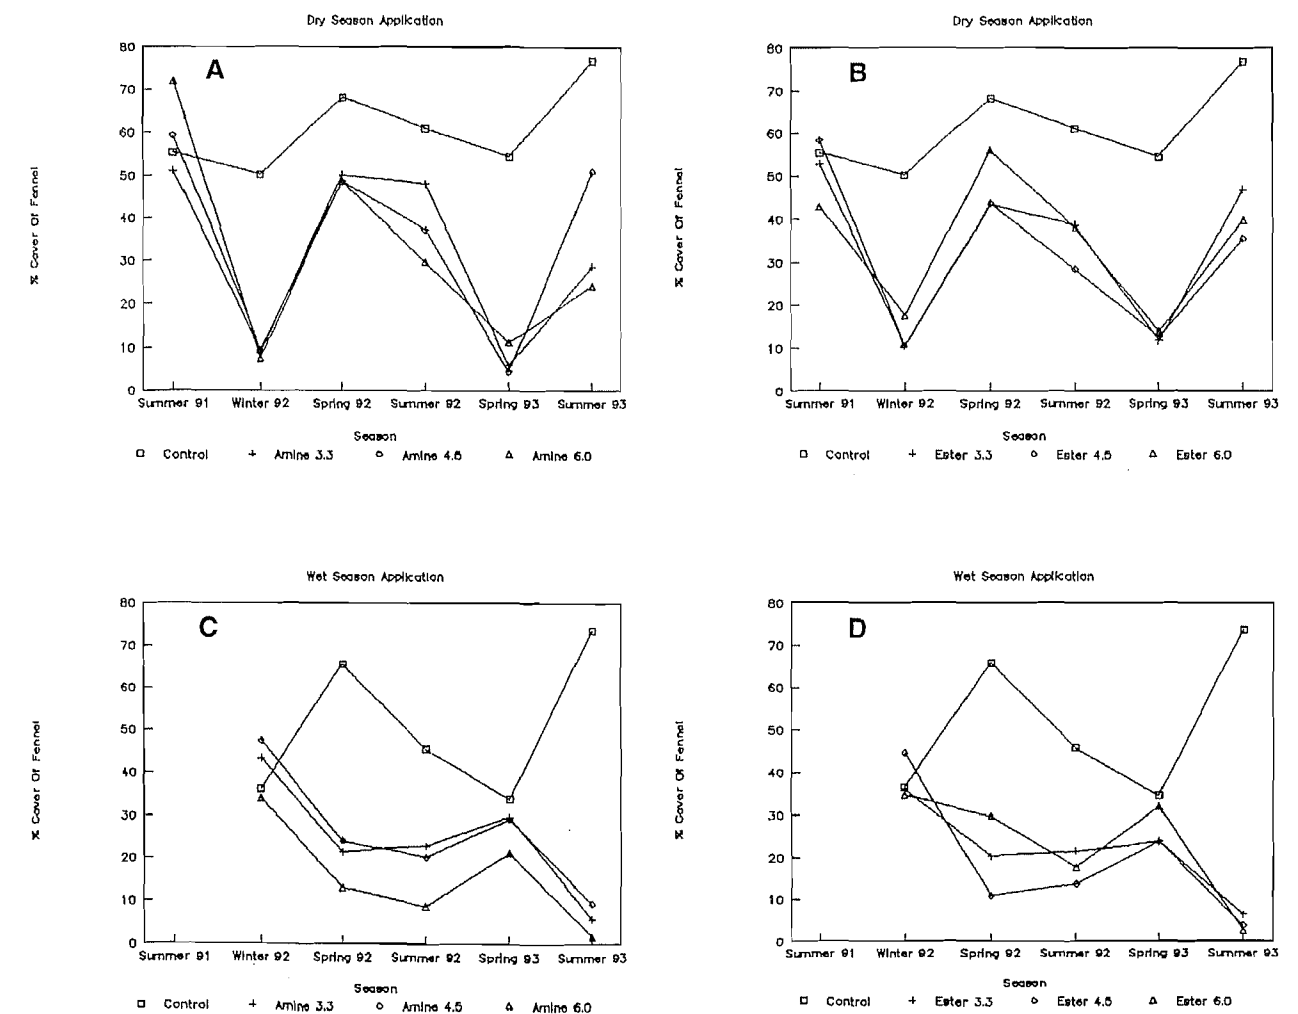 Dry Season Application
A
80
70
60
50
40
30
20
10
0
% Cover Of Fennel
Summer 91 Winter 92 Spring 92 Summer 92 Spring 93 Summer 93
Season
Control Amine 3.3 Amine 4.5 Amine 6.0
Dry Season Application
B
80
70
60
50
40
30
20
10
0
% Cover Of Fennel
Summer 91 Winter 92 Spring 92 Summer 92 Spring 93 Summer 93
Season
Control Ester 3.3 Ester 4.5 Ester 6.0
Wet Season Application
C
80
70
60
50
40
30
20
10
0
% Cover Of Fennel
Summer 91 Winter 92 Spring 92 Summer 92 Spring 93 Summer 93
Season
Control Amine 3.3 Amine 4.5 Amine 6.0
Wet Season Application
D
80
70
60
50
40
30
20
10
0
% Cover Of Fennel
Summer 91 Winter 92 Spring 92 Summer 92 Spring 93 Summer 93
Season
Control Ester 3.3 Ester 4.5 Ester 6.0